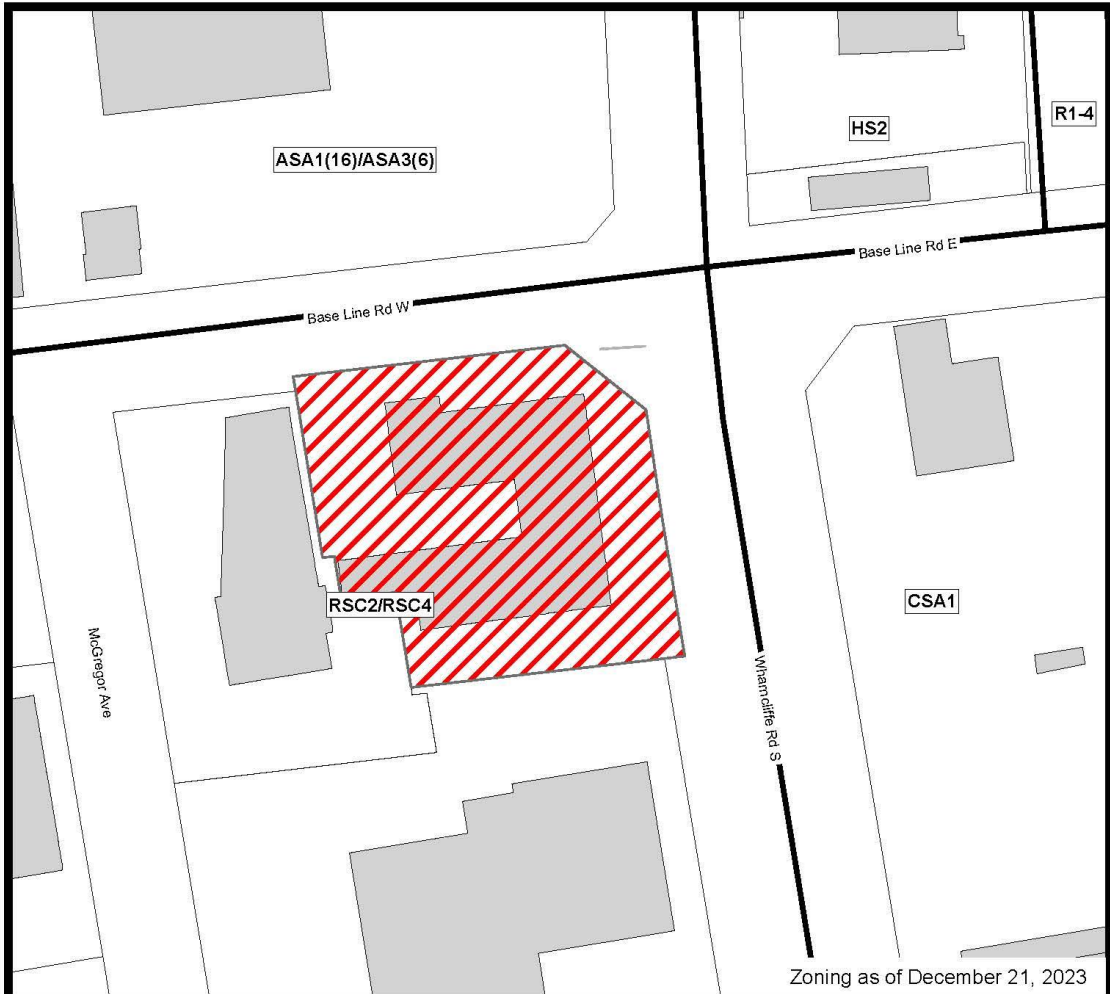 R1-4
HS2
ASA1(16)/ASA3(6)
Base Line Rd E
Base Line Rd W
RSC2/RSC4
CSA1
McGregor Ave
Wharncliffe Rd S
Zoning as of December 21, 2023